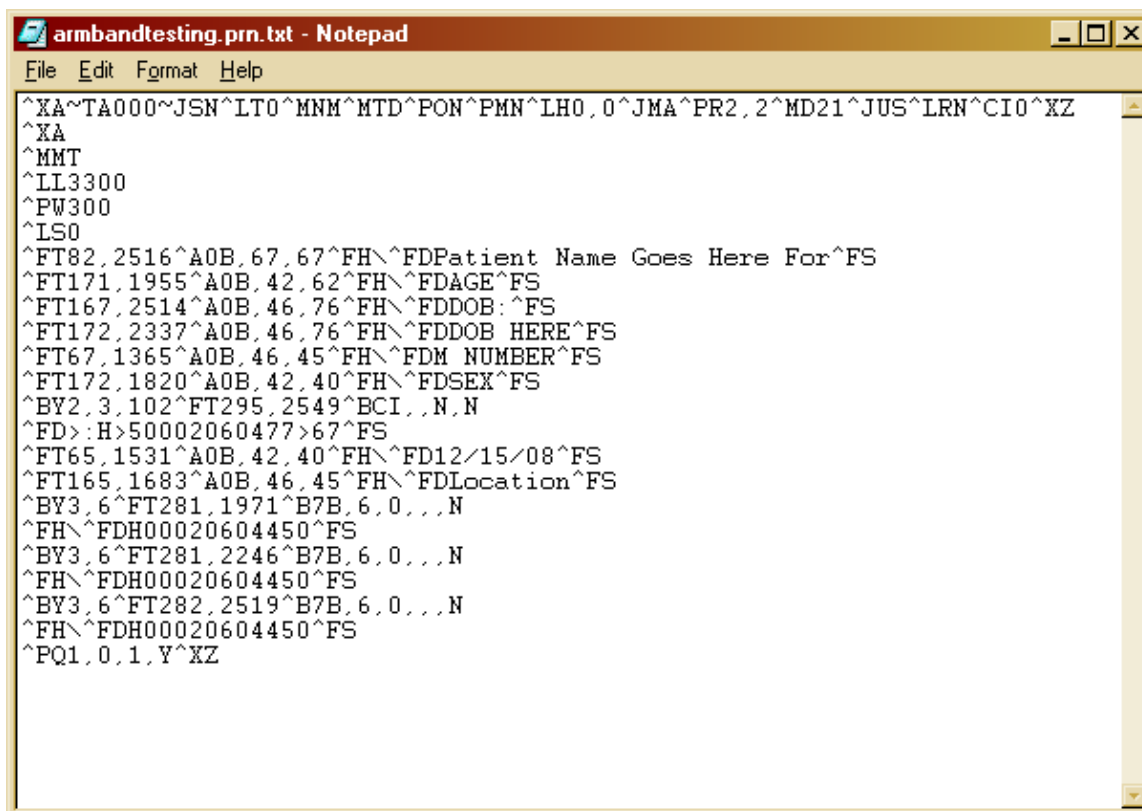 armbandtesting.prn.txt - Notepad
File Edit Format Help
^XA~TA000~JSN^LT0^MNM^MTD^PON^PMN^LH0,0^JMA^PR2,2^MD21^JUS^LRN^CI0^XZ
^XA
^MMT
^LL3300
^PW300
^LS0
^FT82,2516^A0B,67,67^FH\^FDPatient Name Goes Here For^FS
^FT171,1955^A0B,42,62^FH\^FDAGE^FS
^FT167,2514^A0B,46,76^FH\^FDDOB:^FS
^FT172,2337^A0B,46,76^FH\^FDDOB HERE^FS
^FT67,1365^A0B,46,45^FH\^FDM NUMBER^FS
^FT172,1820^A0B,42,40^FH\^FDSEX^FS
^BY2,3,102^FT295,2549^BCI,,N,N
^FD>:H>50002060477>67^FS
^FT65,1531^A0B,42,40^FH\^FD12/15/08^FS
^FT165,1683^A0B,46,45^FH\^FDLocation^FS
^BY3,6^FT281,1971^B7B,6,0,,,N
^FH\^FDH00020604450^FS
^BY3,6^FT281,2246^B7B,6,0,,,N
^FH\^FDH00020604450^FS
^BY3,6^FT282,2519^B7B,6,0,,,N
^FH\^FDH00020604450^FS
^PQ1,0,1,Y^XZ